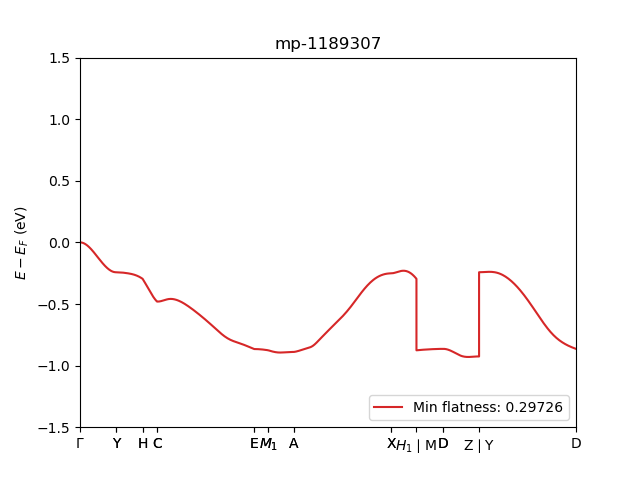 mp-1189307
1.5
1.0
0.5
0.0
−0.5
−1.0
−1.5
E − E_F (eV)
Min flatness: 0.29726
Γ Y H C E M₁ A X H₁ | M D Z | Y D